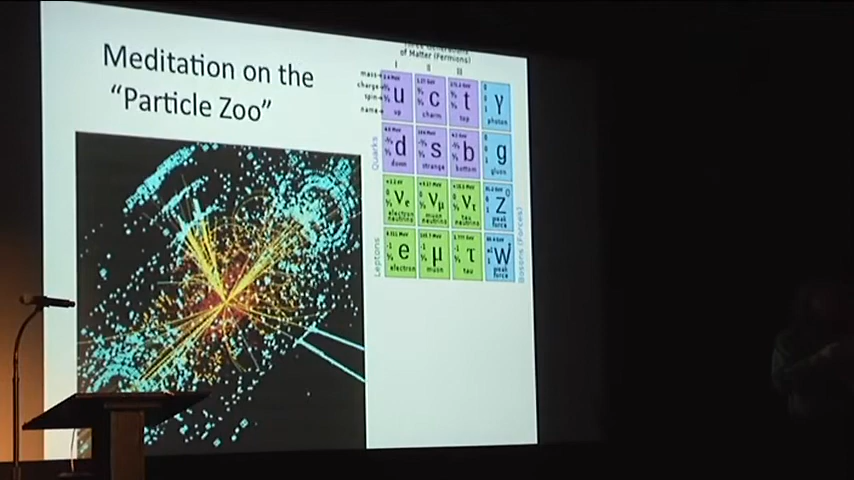 Meditation on the
"Particle Zoo"
of Matter (Fermions)
I II III
mass
charge
spin
name
u c t γ
up charm top photon
Quarks
d s b g
down strange bottom gluon
νe νμ ντ Z0
electron neutrino muon neutrino tau neutrino weak force
Leptons
e μ τ W
electron muon tau weak force
Bosons (Forces)